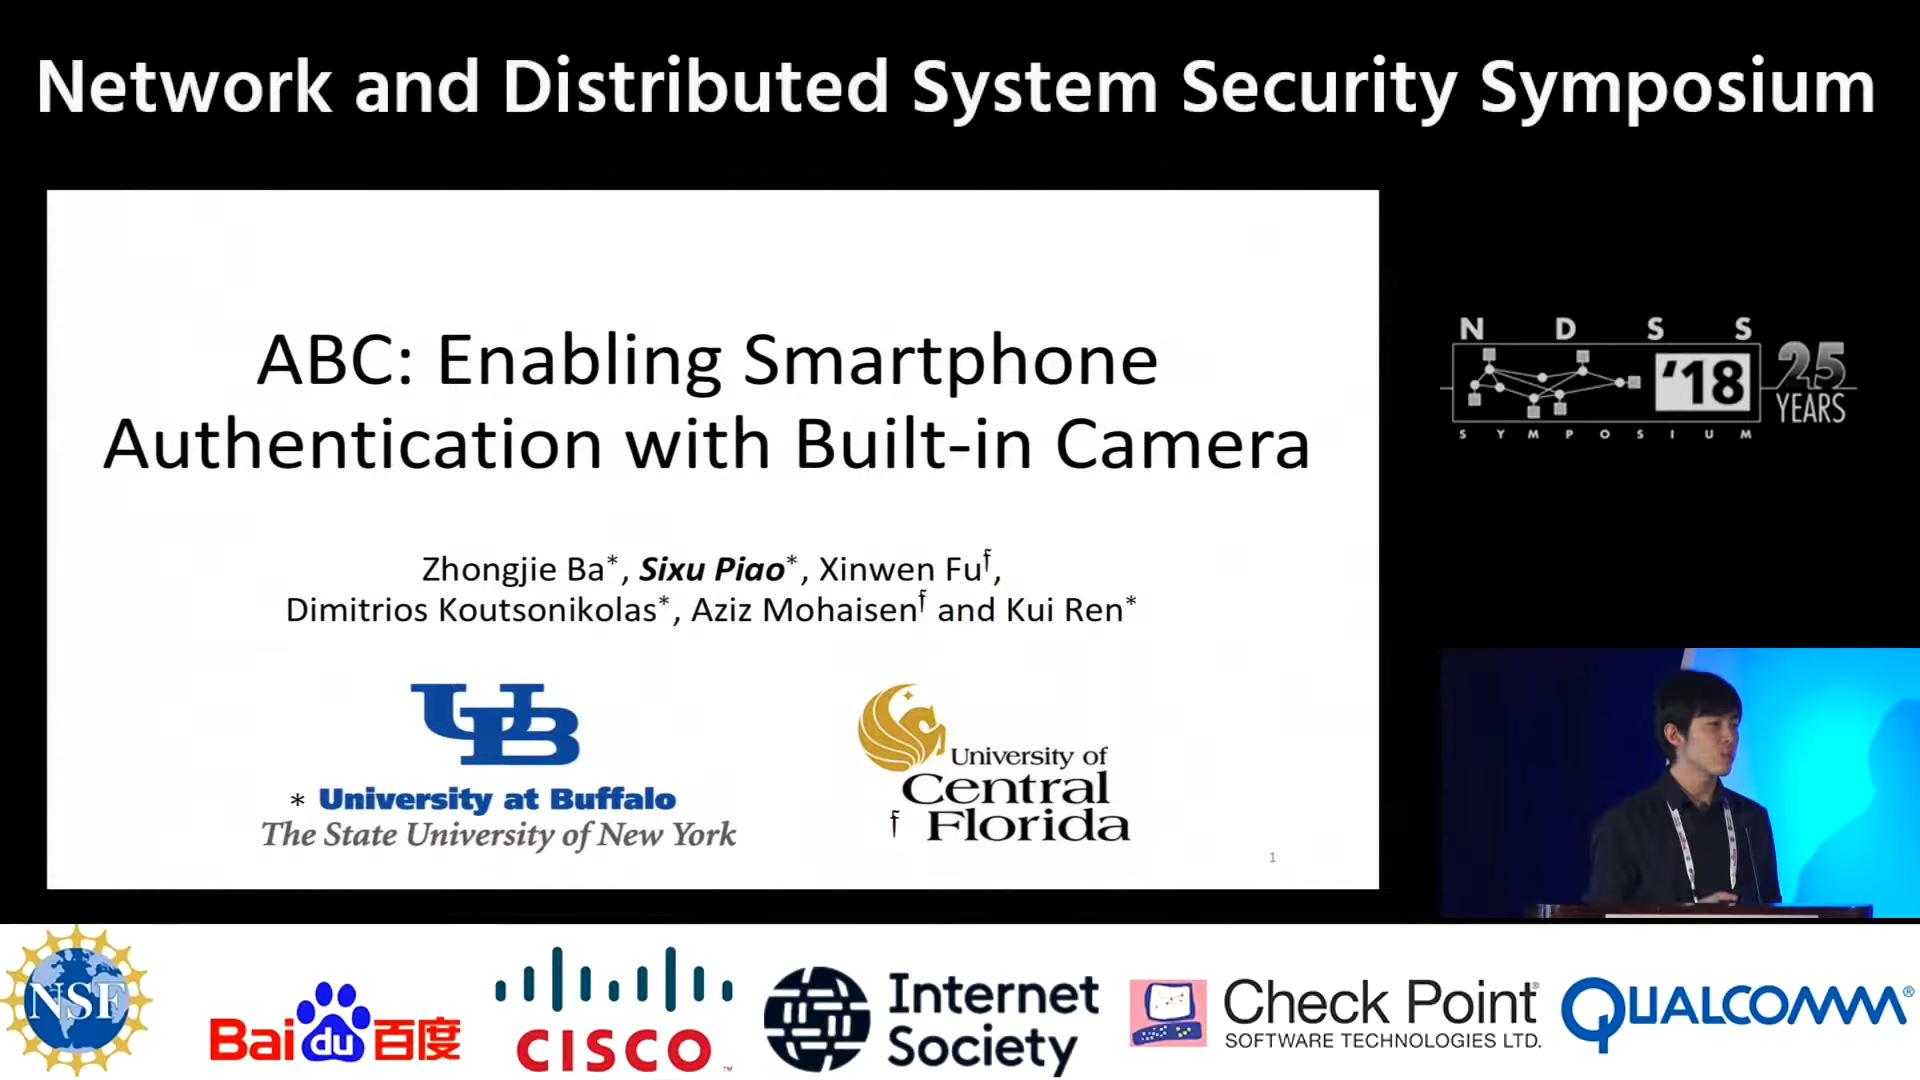 Network and Distributed System Security Symposium
ABC: Enabling Smartphone
Authentication with Built-in Camera
Zhongjie Ba*, Sixu Piao*, Xinwen Fu†,
Dimitrios Koutsonikolas*, Aziz Mohaisen† and Kui Ren*
UB
* University at Buffalo
The State University of New York
University of
Central
† Florida
1
N D S S
'18
25
YEARS
SYMPOSIUM
NSF
Bai du 百度
CISCO™
Internet
Society
Check Point®
SOFTWARE TECHNOLOGIES LTD.
QUALCOMM®